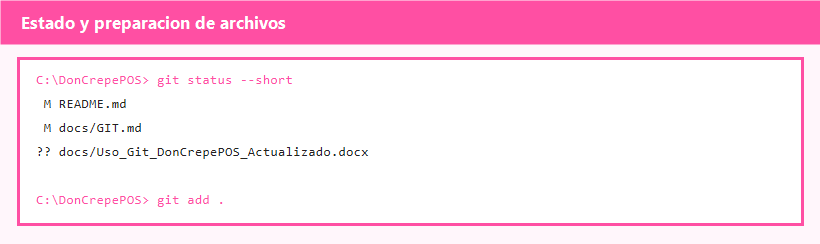 Estado y preparacion de archivos
C:\DonCrepePOS> git status --short
 M README.md
 M docs/GIT.md
?? docs/Uso_Git_DonCrepePOS_Actualizado.docx
C:\DonCrepePOS> git add .